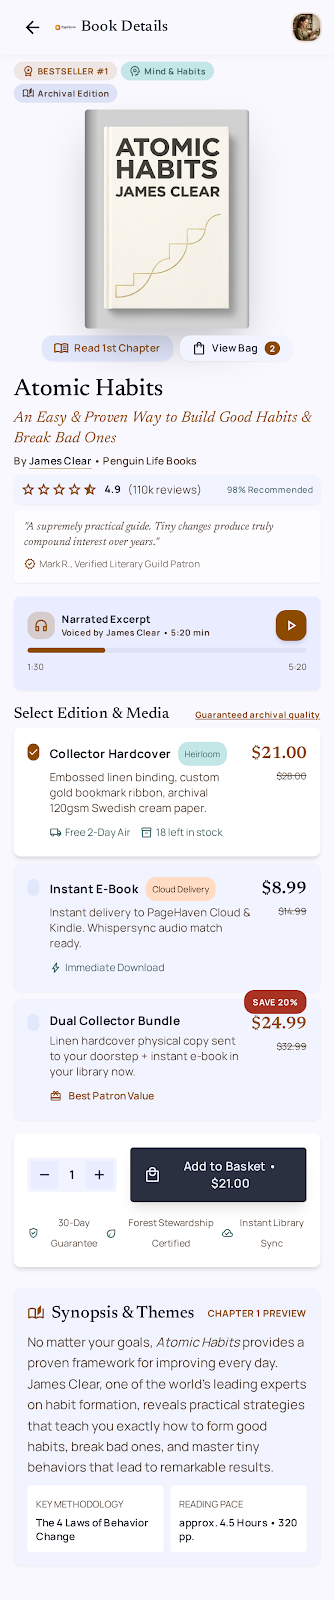 Book Details
BESTSELLER #1
Mind & Habits
Archival Edition
ATOMIC
HABITS
JAMES CLEAR
Read 1st Chapter
View Bag 2
Atomic Habits
An Easy & Proven Way to Build Good Habits &
Break Bad Ones
By James Clear • Penguin Life Books
4.9 (110k reviews) 98% Recommended
"A supremely practical guide. Tiny changes produce truly
compound interest over years."
Mark R., Verified Literary Guild Patron
Narrated Excerpt
Voiced by James Clear • 5:20 min
1:30 5:20
Select Edition & Media Guaranteed archival quality
Collector Hardcover Heirloom $21.00
$28.00
Embossed linen binding, custom
gold bookmark ribbon, archival
120gsm Swedish cream paper.
Free 2-Day Air 18 left in stock
Instant E-Book Cloud Delivery $8.99
$14.99
Instant delivery to PageHaven Cloud &
Kindle. Whispersync audio match
ready.
Immediate Download
SAVE 20%
Dual Collector Bundle $24.99
$32.99
Linen hardcover physical copy sent
to your doorstep + instant e-book in
your library now.
Best Patron Value
− 1 +
Add to Basket •
$21.00
30-Day
Guarantee
Forest Stewardship
Certified
Instant Library
Sync
Synopsis & Themes CHAPTER 1 PREVIEW
No matter your goals, Atomic Habits provides a
proven framework for improving every day.
James Clear, one of the world's leading experts
on habit formation, reveals practical strategies
that teach you exactly how to form good
habits, break bad ones, and master tiny
behaviors that lead to remarkable results.
KEY METHODOLOGY
The 4 Laws of Behavior
Change
READING PACE
approx. 4.5 Hours • 320
pp.